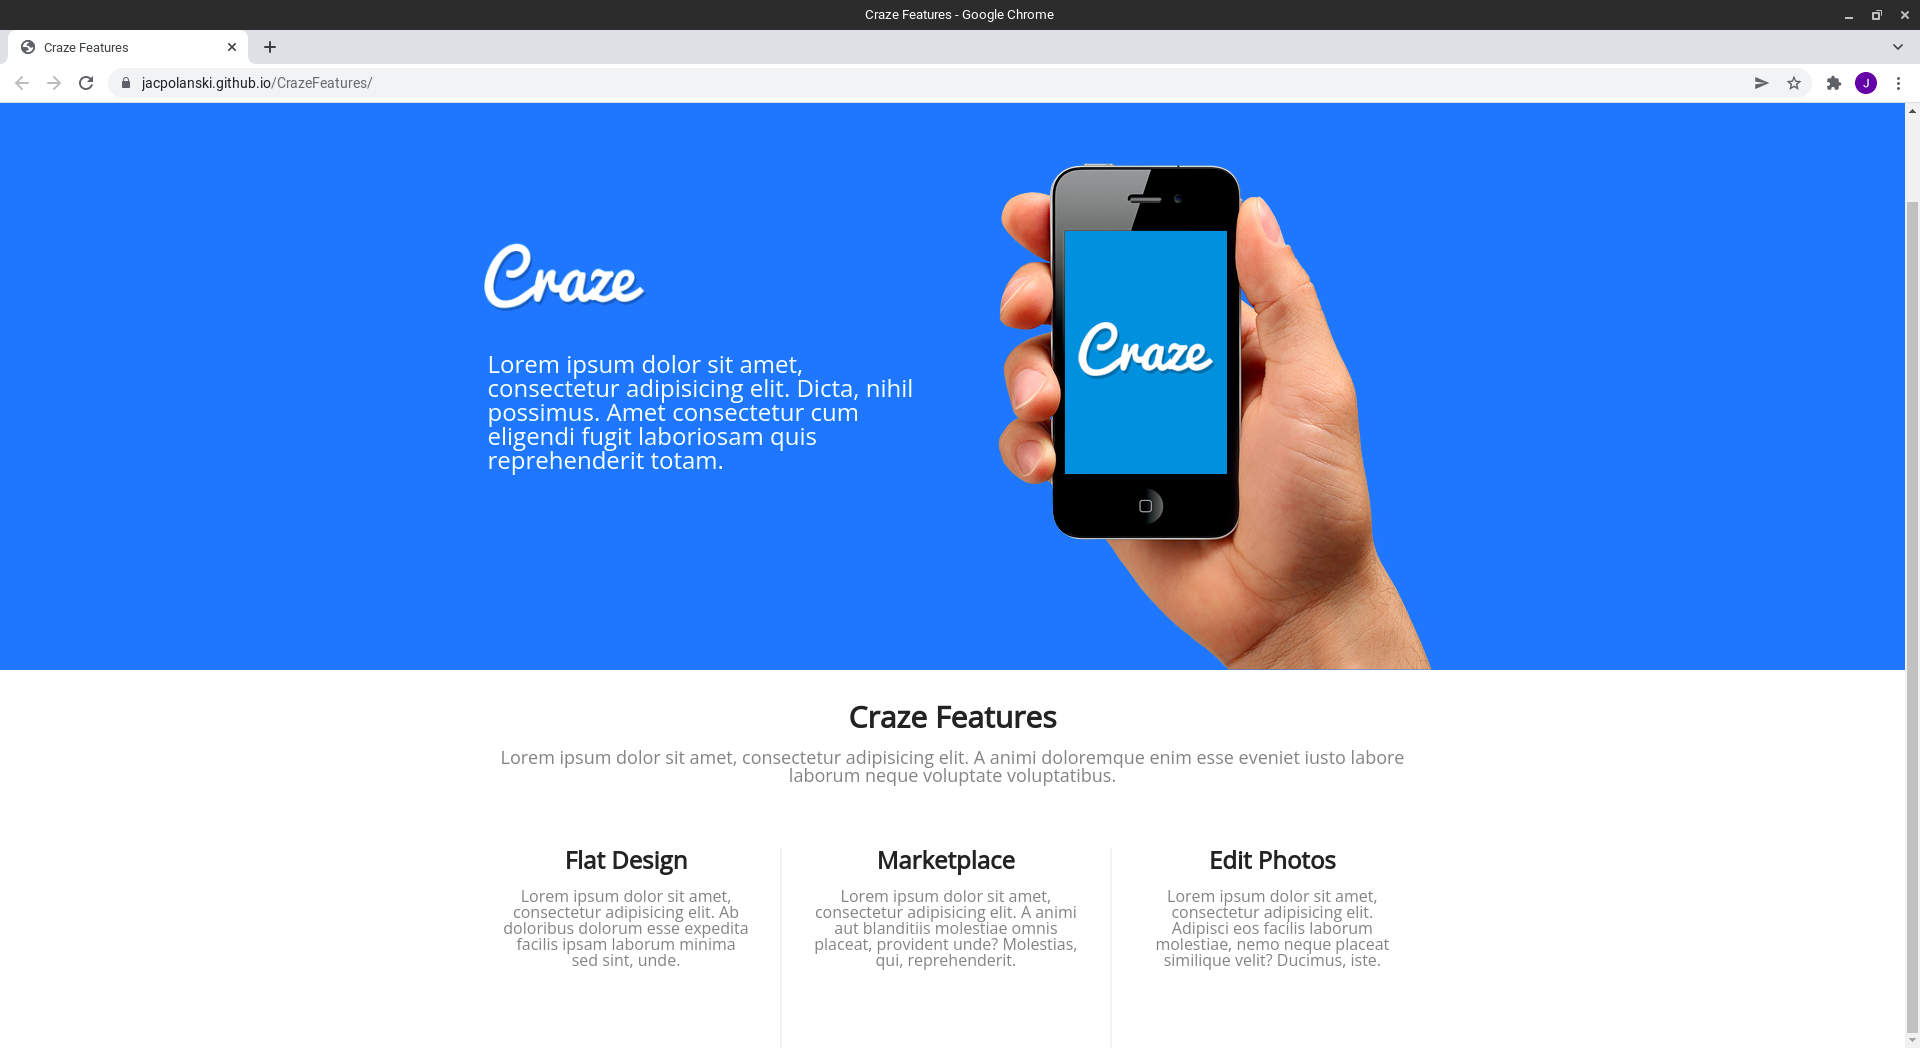 Craze Features - Google Chrome
Craze Features
jacpolanski.github.io/CrazeFeatures/
J
Craze
Craze
Lorem ipsum dolor sit amet,
consectetur adipisicing elit. Dicta, nihil
possimus. Amet consectetur cum
eligendi fugit laboriosam quis
reprehenderit totam.
Craze Features
Lorem ipsum dolor sit amet, consectetur adipisicing elit. A animi doloremque enim esse eveniet iusto labore
laborum neque voluptate voluptatibus.
Flat Design
Lorem ipsum dolor sit amet,
consectetur adipisicing elit. Ab
doloribus dolorum esse expedita
facilis ipsam laborum minima
sed sint, unde.
Marketplace
Lorem ipsum dolor sit amet,
consectetur adipisicing elit. A animi
aut blanditiis molestiae omnis
placeat, provident unde? Molestias,
qui, reprehenderit.
Edit Photos
Lorem ipsum dolor sit amet,
consectetur adipisicing elit.
Adipisci eos facilis laborum
molestiae, nemo neque placeat
similique velit? Ducimus, iste.